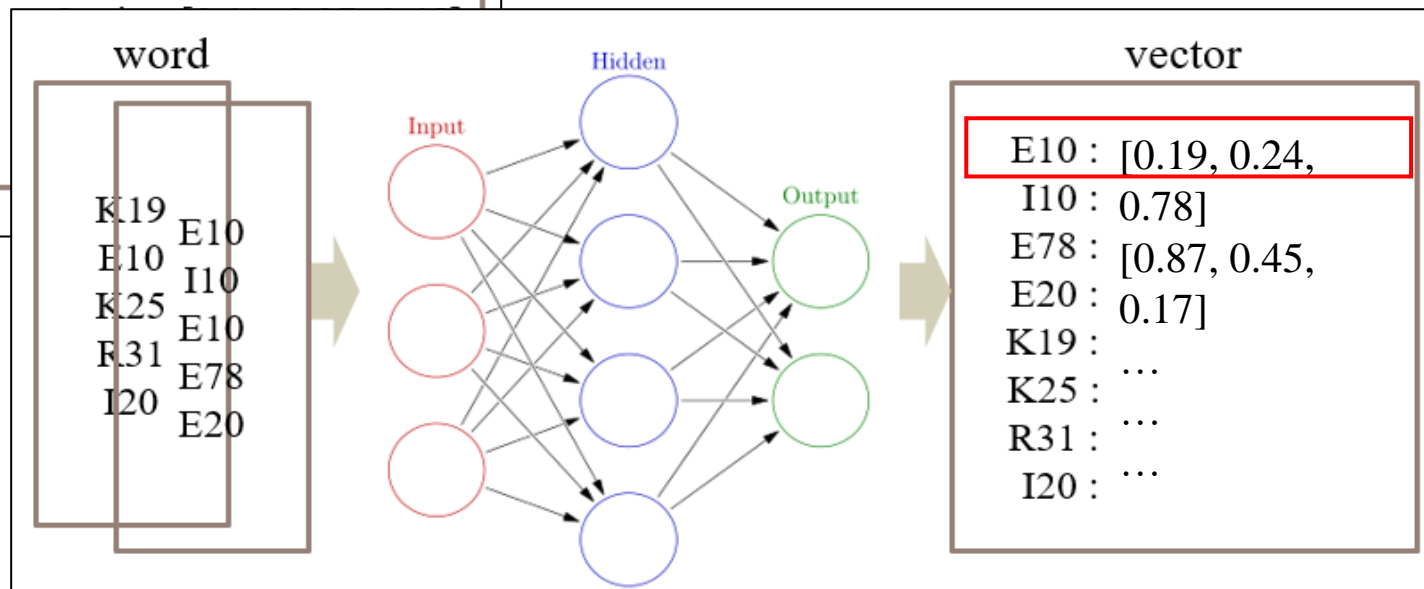 word
K19
E10
K25
R31
I20
E10
I10
E10
E78
E20
Input
Hidden
Output
vector
E10 : [0.19, 0.24,
I10 : 0.78]
E78 : [0.87, 0.45,
E20 : 0.17]
K19 :
…
K25 :
…
R31 :
…
I20 :